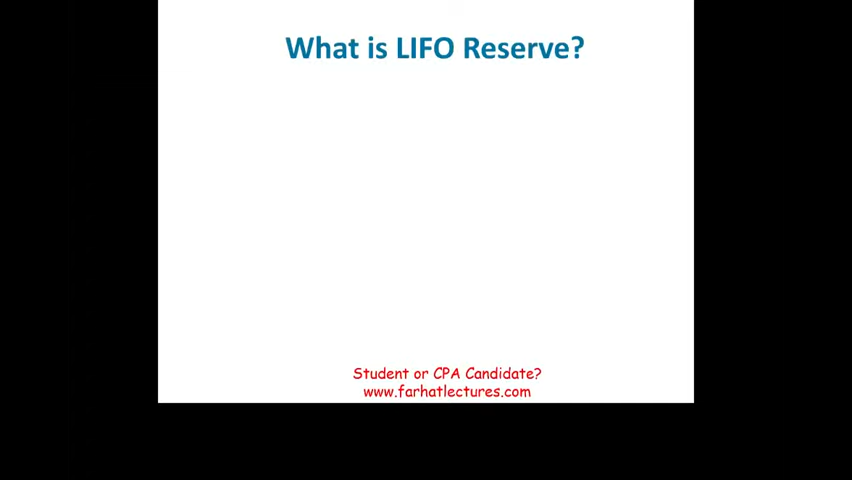 What is LIFO Reserve?
Student or CPA Candidate?
www.farhatlectures.com